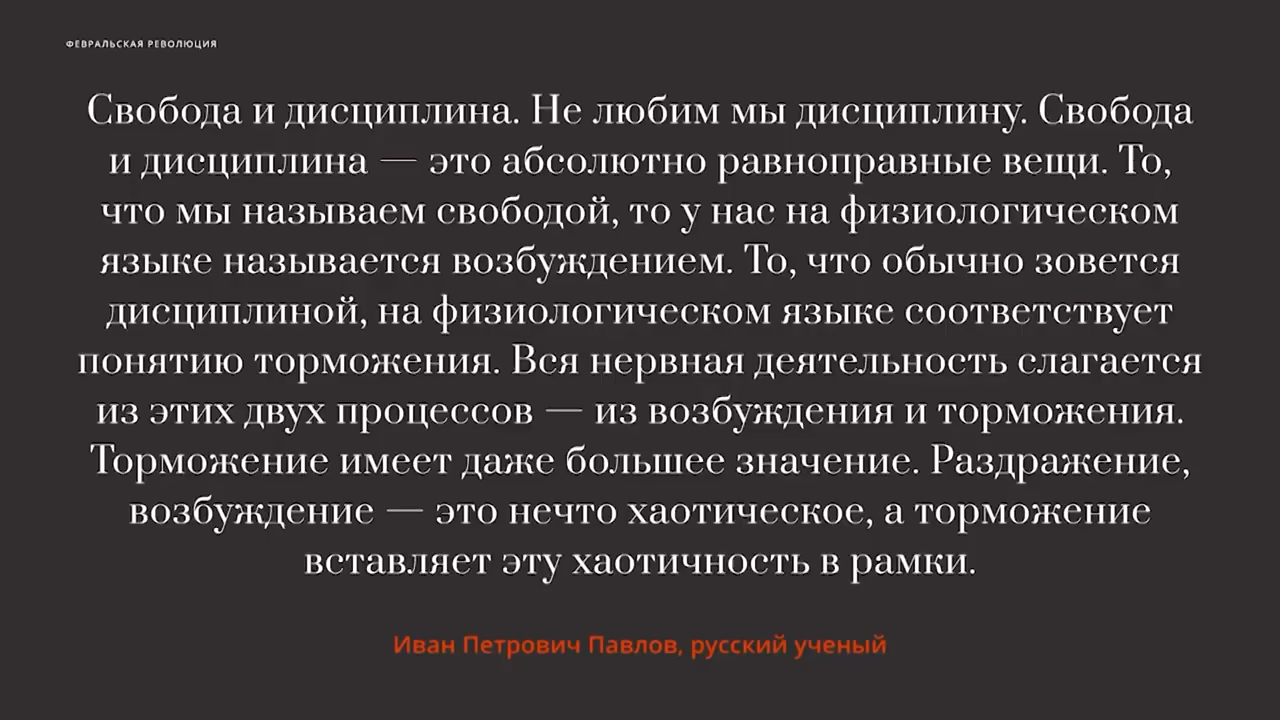 ФЕВРАЛЬСКАЯ РЕВОЛЮЦИЯ
Свобода и дисциплина. Не любим мы дисциплину. Свобода
и дисциплина — это абсолютно равноправные вещи. То,
что мы называем свободой, то у нас на физиологическом
языке называется возбуждением. То, что обычно зовется
дисциплиной, на физиологическом языке соответствует
понятию торможения. Вся нервная деятельность слагается
из этих двух процессов — из возбуждения и торможения.
Торможение имеет даже большее значение. Раздражение,
возбуждение — это нечто хаотическое, а торможение
вставляет эту хаотичность в рамки.
Иван Петрович Павлов, русский ученый